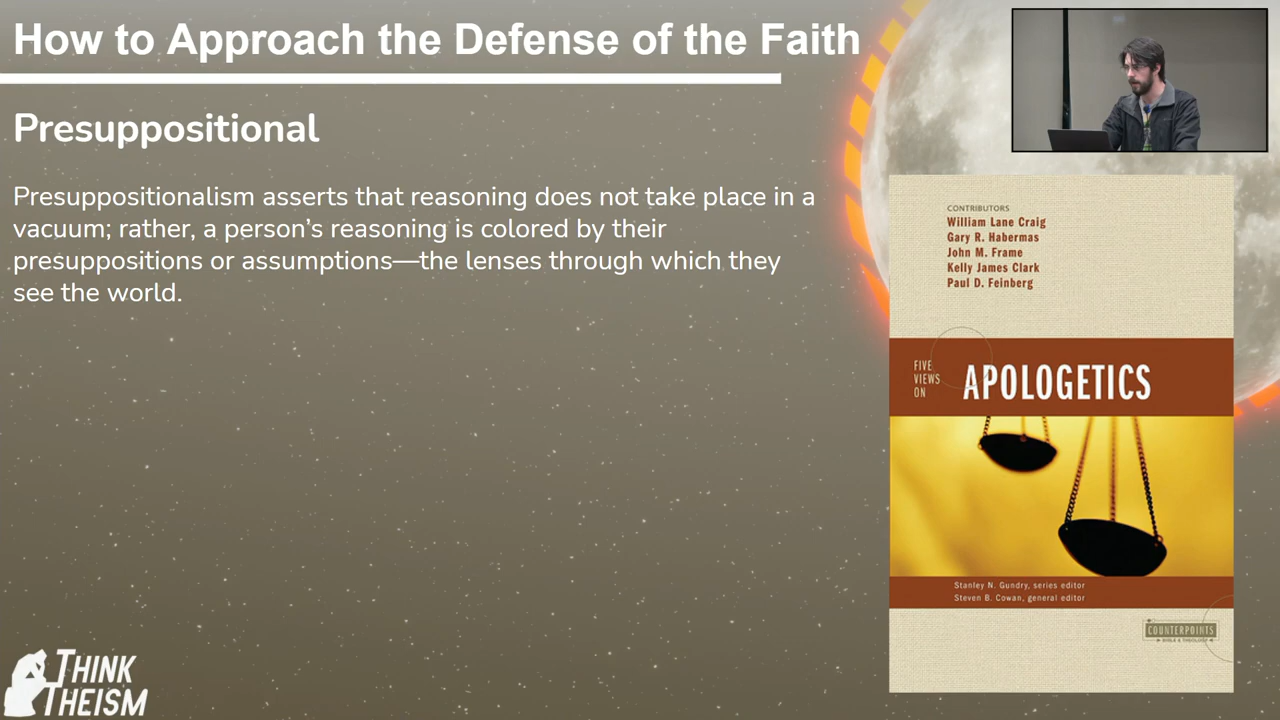 How to Approach the Defense of the Faith
Presuppositional
Presuppositionalism asserts that reasoning does not take place in a
vacuum; rather, a person’s reasoning is colored by their
presuppositions or assumptions—the lenses through which they
see the world.
CONTRIBUTORS
William Lane Craig
Gary R. Habermas
John M. Frame
Kelly James Clark
Paul D. Feinberg
FIVE
VIEWS
ON
APOLOGETICS
Stanley N. Gundry, series editor
Steven B. Cowan, general editor
COUNTERPOINTS
BIBLE & THEOLOGY
THINK
THEISM